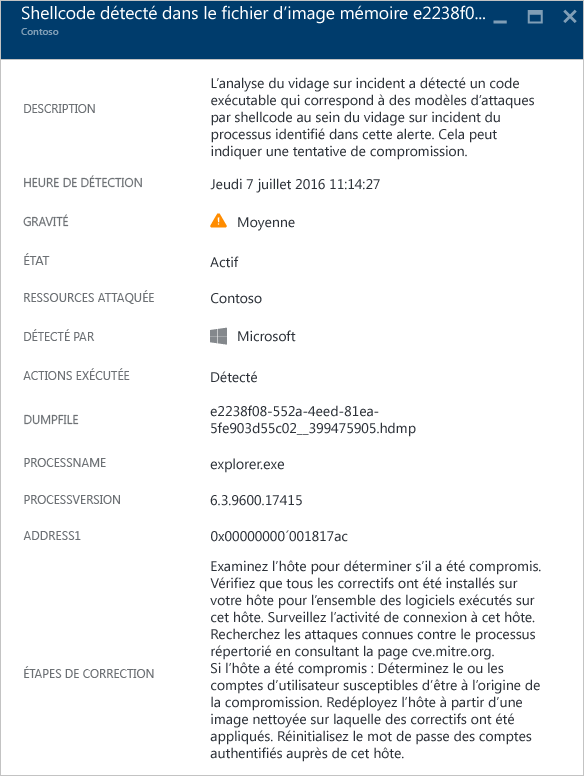 Shellcode détecté dans le fichier d’image mémoire e2238f0...
Contoso
DESCRIPTION
L’analyse du vidage sur incident a détecté un code
exécutable qui correspond à des modèles d’attaques
par shellcode au sein du vidage sur incident du
processus identifié dans cette alerte. Cela peut
indiquer une tentative de compromission.
HEURE DE DÉTECTION
Jeudi 7 juillet 2016 11:14:27
GRAVITÉ
Moyenne
ÉTAT
Actif
RESSOURCES ATTAQUÉE
Contoso
DÉTECTÉ PAR
Microsoft
ACTIONS EXÉCUTÉE
Détecté
DUMPFILE
e2238f08-552a-4eed-81ea-
5fe903d55c02__399475905.hdmp
PROCESSNAME
explorer.exe
PROCESSVERSION
6.3.9600.17415
ADDRESS1
0x00000000´001817ac
ÉTAPES DE CORRECTION
Examinez l’hôte pour déterminer s’il a été compromis.
Vérifiez que tous les correctifs ont été installés sur
votre hôte pour l’ensemble des logiciels exécutés sur
cet hôte. Surveillez l’activité de connexion à cet hôte.
Recherchez les attaques connues contre le processus
répertorié en consultant la page cve.mitre.org.
Si l’hôte a été compromis : Déterminez le ou les
comptes d’utilisateur susceptibles d’être à l’origine de
la compromission. Redéployez l’hôte à partir d’une
image nettoyée sur laquelle des correctifs ont été
appliqués. Réinitialisez le mot de passe des comptes
authentifiés auprès de cet hôte.